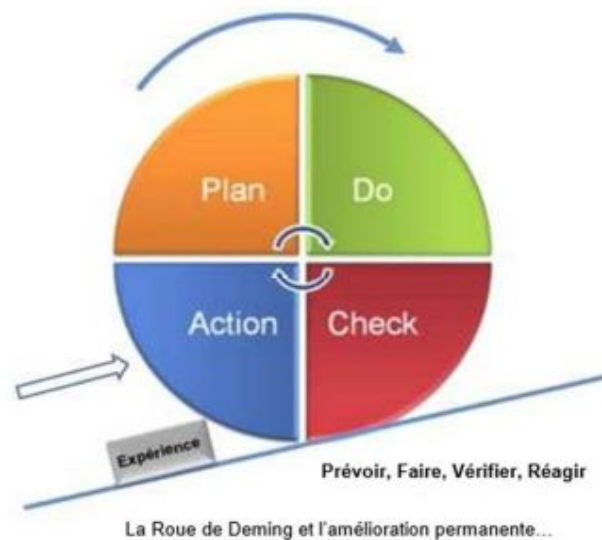 Plan
Do
Action
Check
Expérience
Prévoir, Faire, Vérifier, Réagir
La Roue de Deming et l'amélioration permanente...